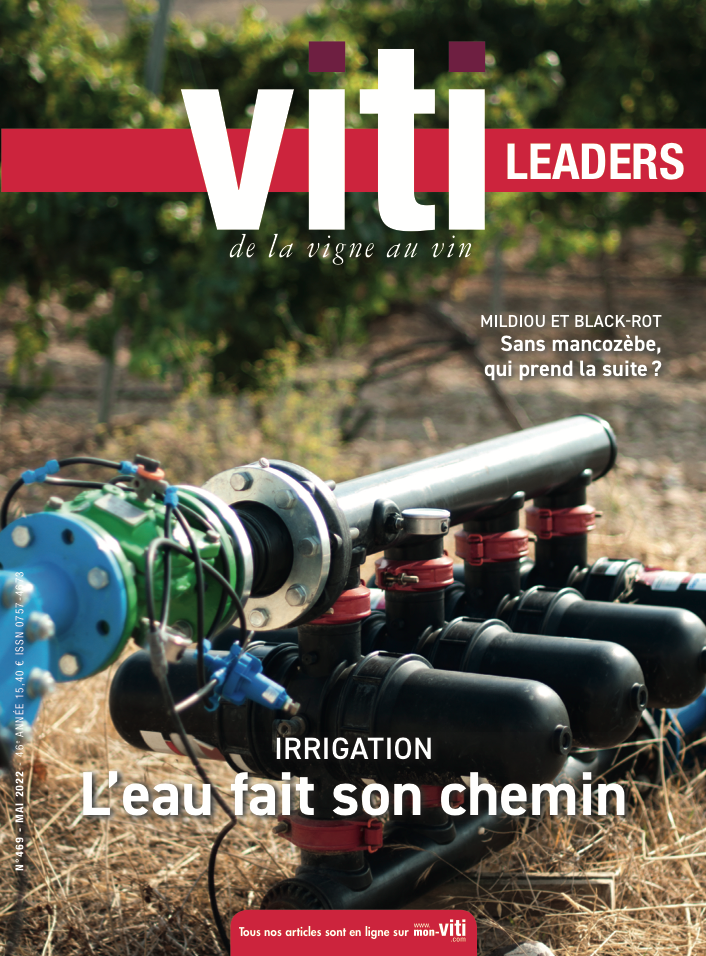 viti
LEADERS
de la vigne au vin
MILDIOU ET BLACK-ROT
Sans mancozèbe,
qui prend la suite ?
N°469 - MAI 2022 - 46e ANNÉE 15,40 € ISSN 0757-4673
IRRIGATION
L'eau fait son chemin
Tous nos articles sont en ligne sur www.mon-viti.com